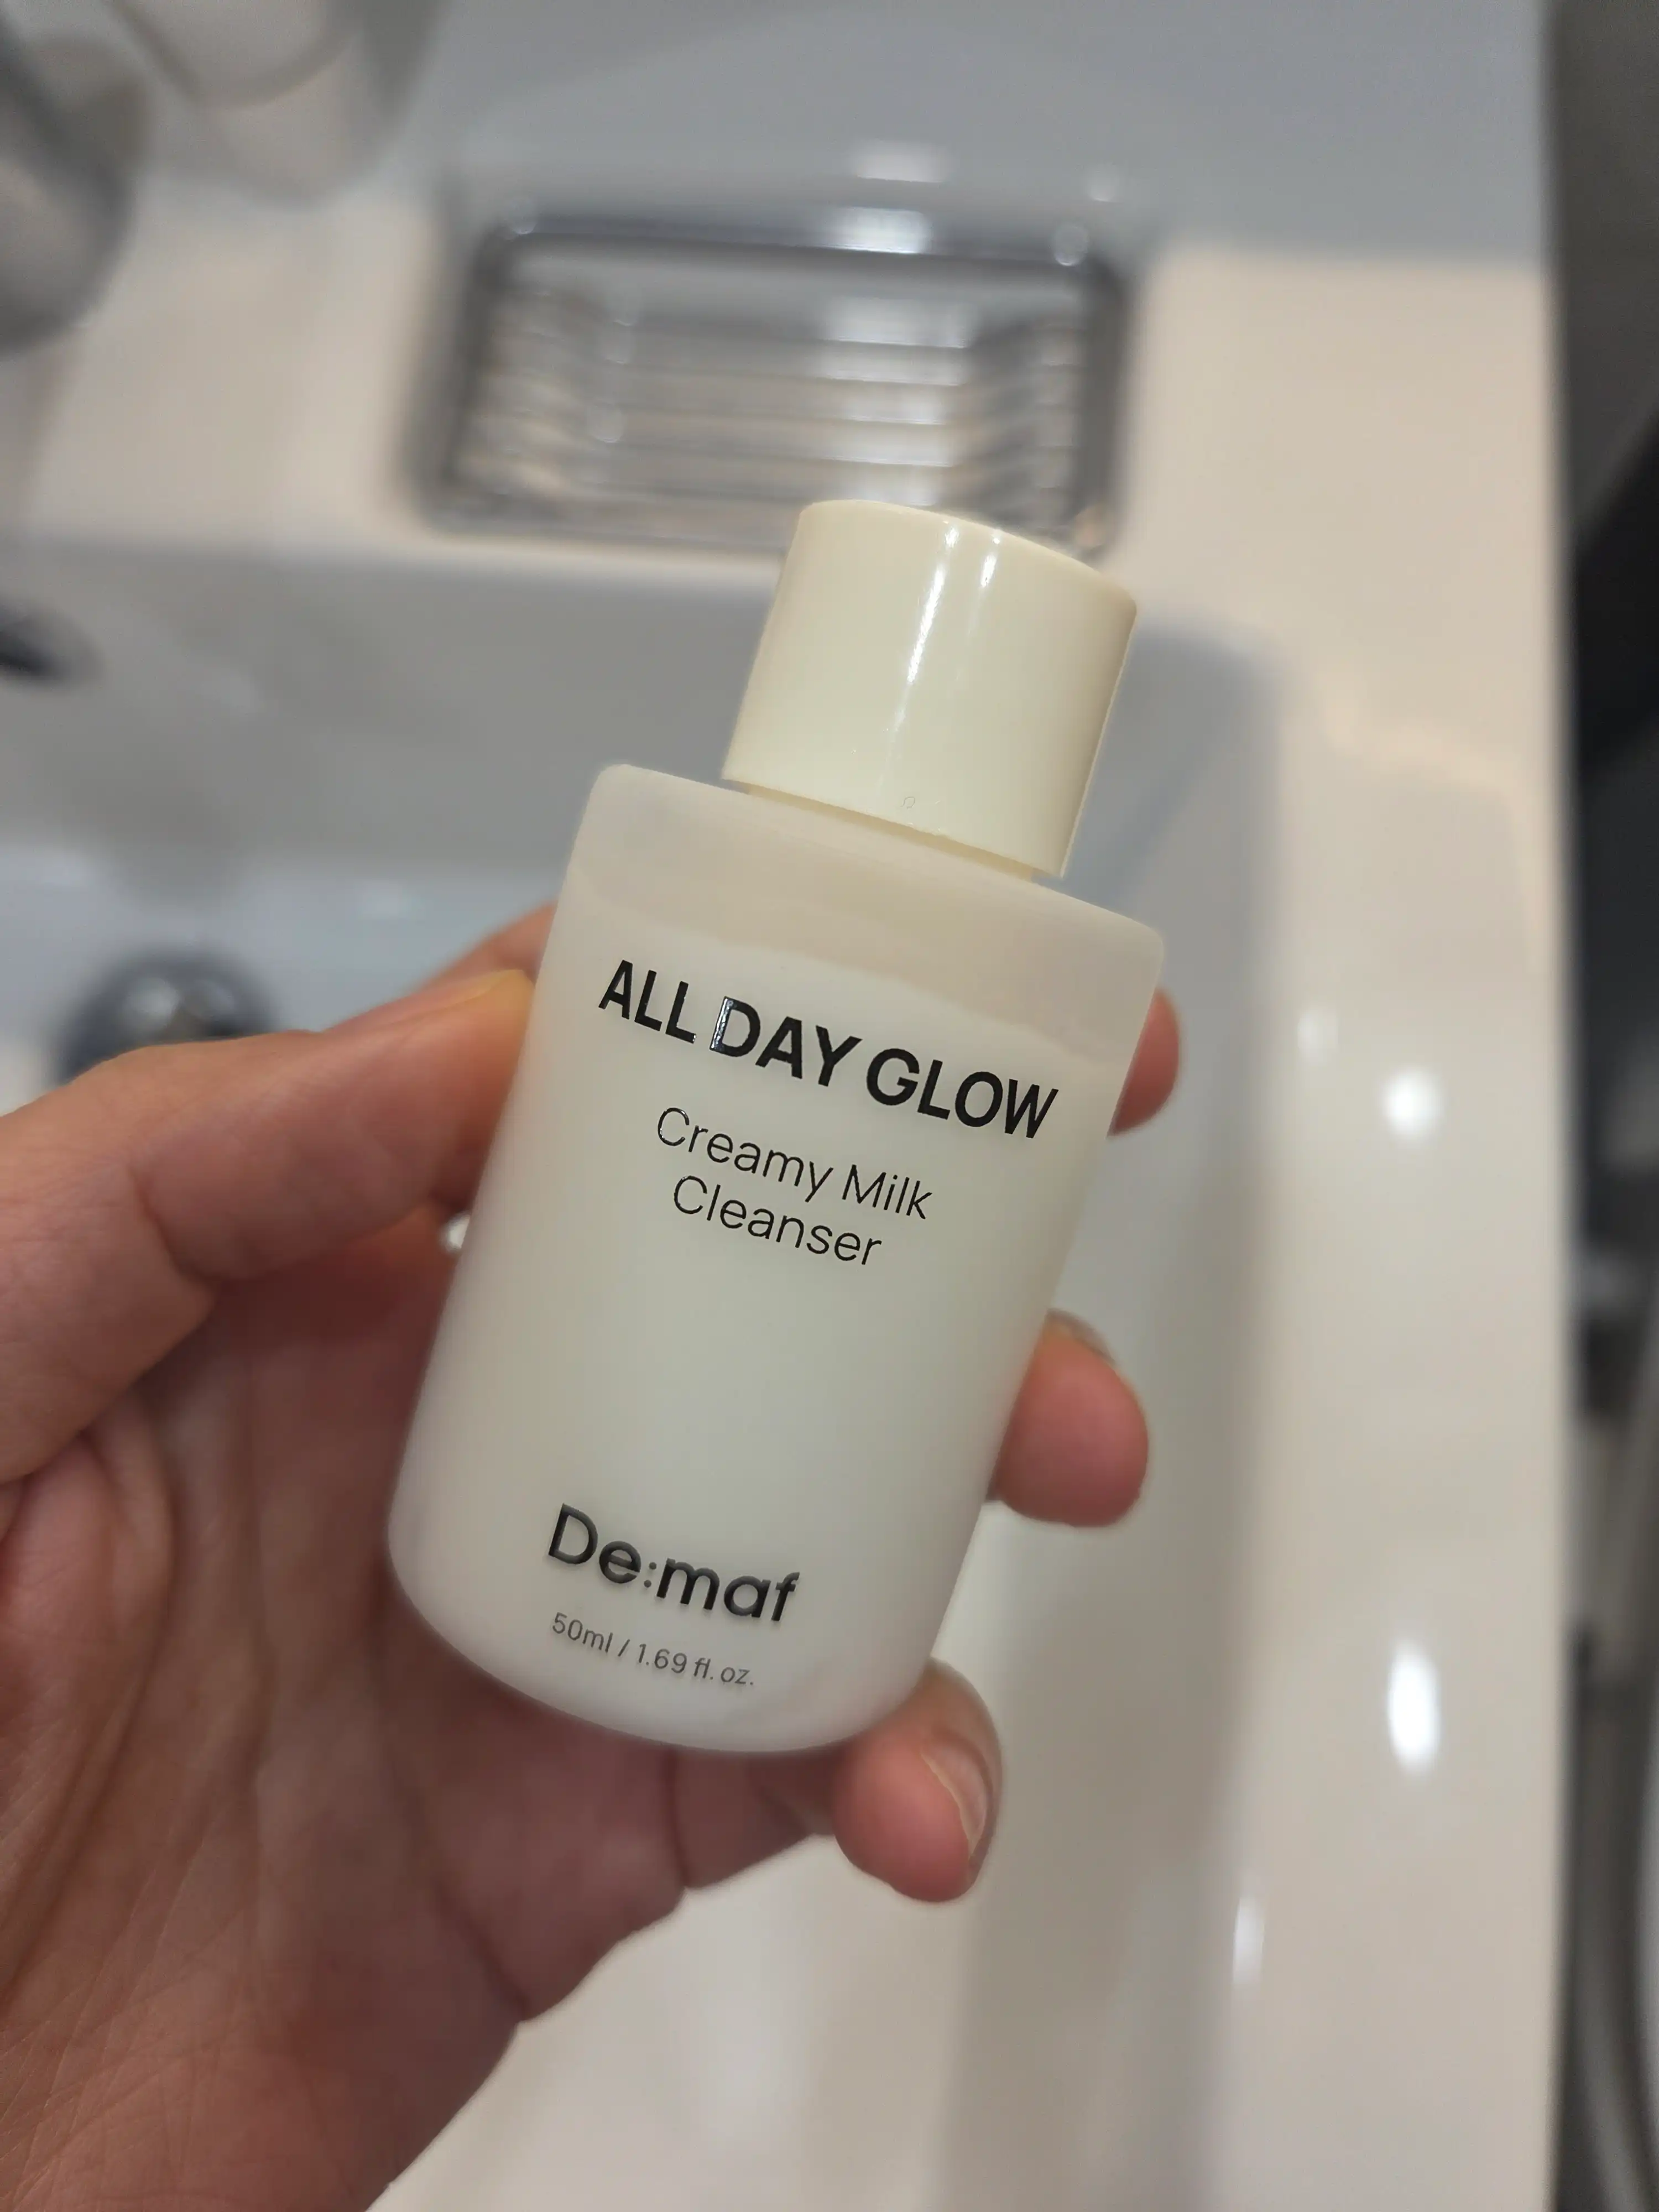 ALL DAY GLOW
Creamy Milk
Cleanser
De:maf
50ml / 1.69 fl. oz.